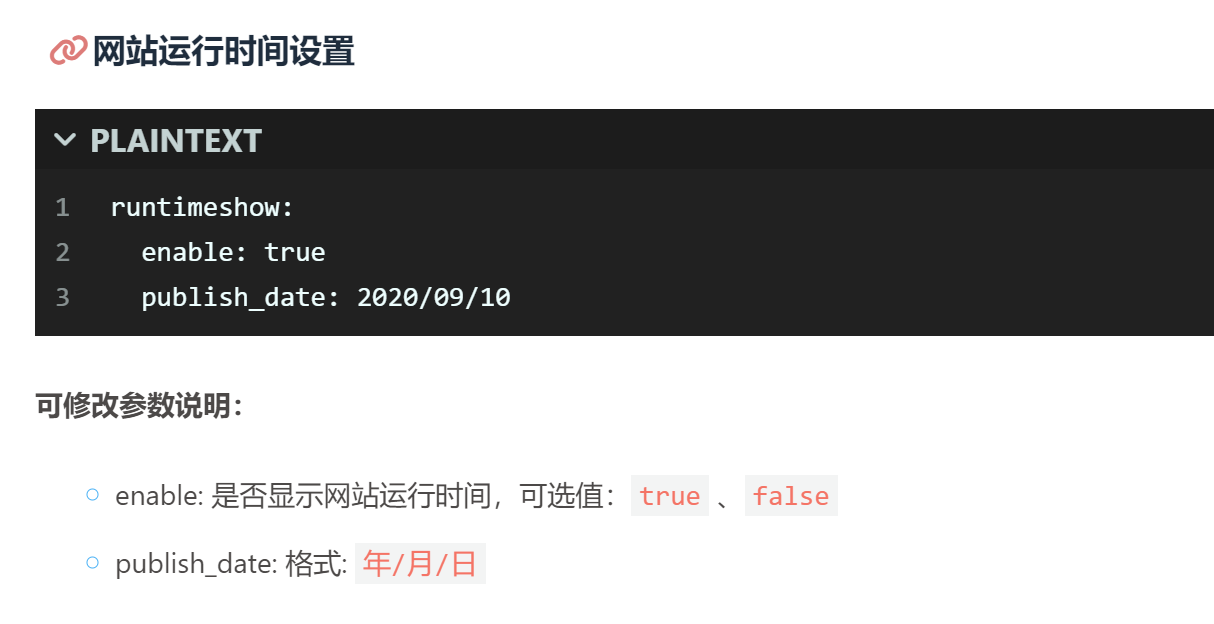 网站运行时间设置
PLAINTEXT
1 runtimeshow:
2   enable: true
3   publish_date: 2020/09/10
可修改参数说明：
enable: 是否显示网站运行时间，可选值： true 、 false
publish_date: 格式: 年/月/日